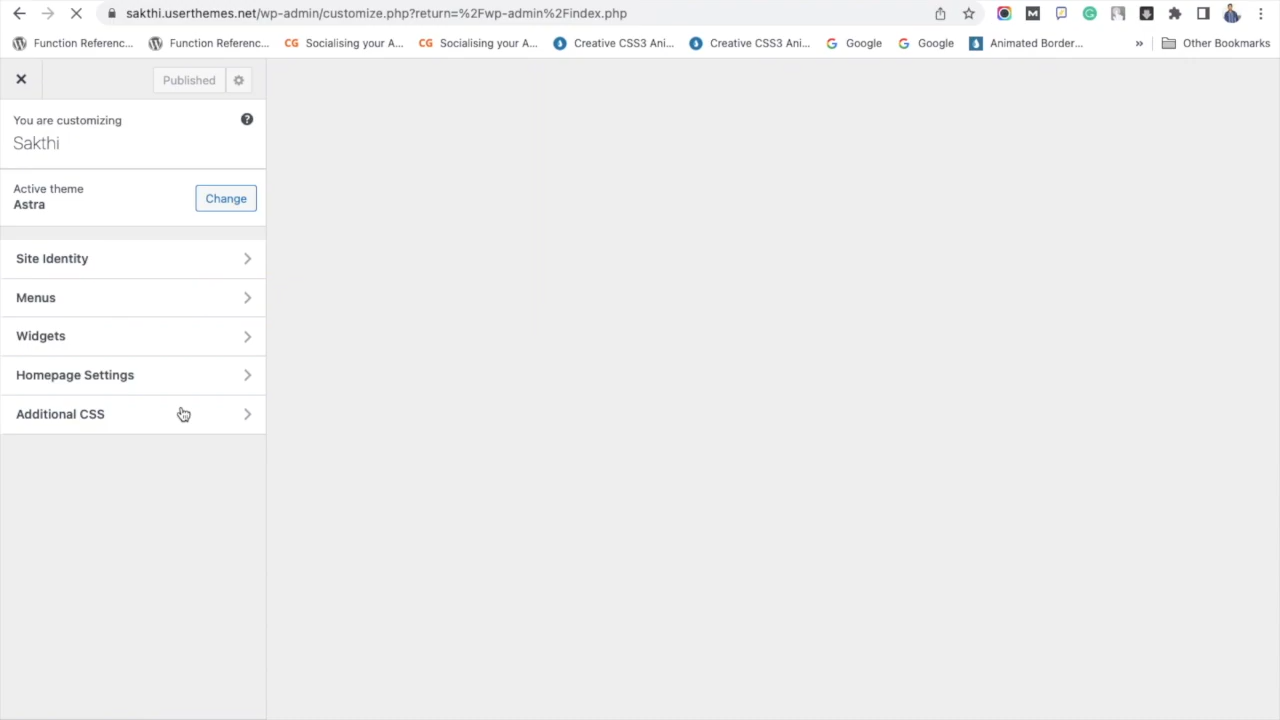 sakthi.userthemes.net/wp-admin/customize.php?return=%2Fwp-admin%2Findex.php
Function Referenc... Function Referenc... CG Socialising your A... CG Socialising your A... Creative CSS3 Ani... Creative CSS3 Ani... Google Google Animated Border... » Other Bookmarks
Published
You are customizing
Sakthi
Active theme
Astra
Change
Site Identity
Menus
Widgets
Homepage Settings
Additional CSS